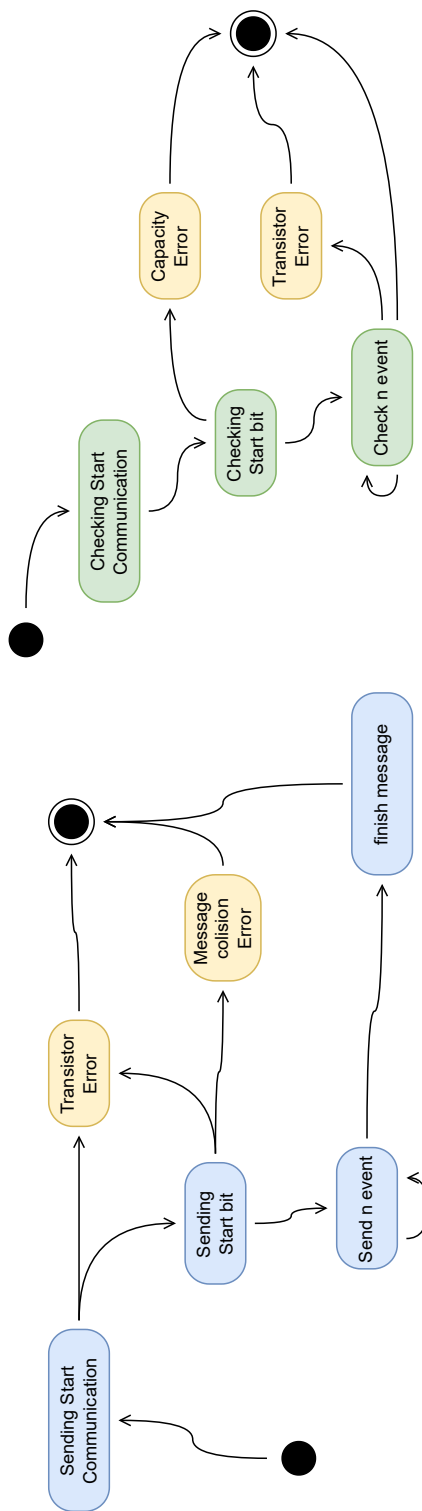 Sending Start
Communication
Transistor
Error
Sending
Start bit
Message
colision
Error
Send n event
finish message
Checking Start
Communication
Capacity
Error
Checking
Start bit
Transistor
Error
Check n event